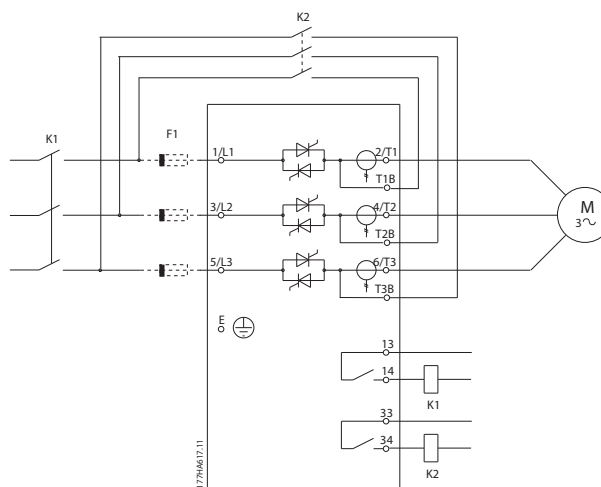 K2
K1
F1
1/L1
2/T1
T1B
3/L2
4/T2
T2B
5/L3
6/T3
T3B
M
3~
E
13
14
K1
33
34
K2
177HA617.11